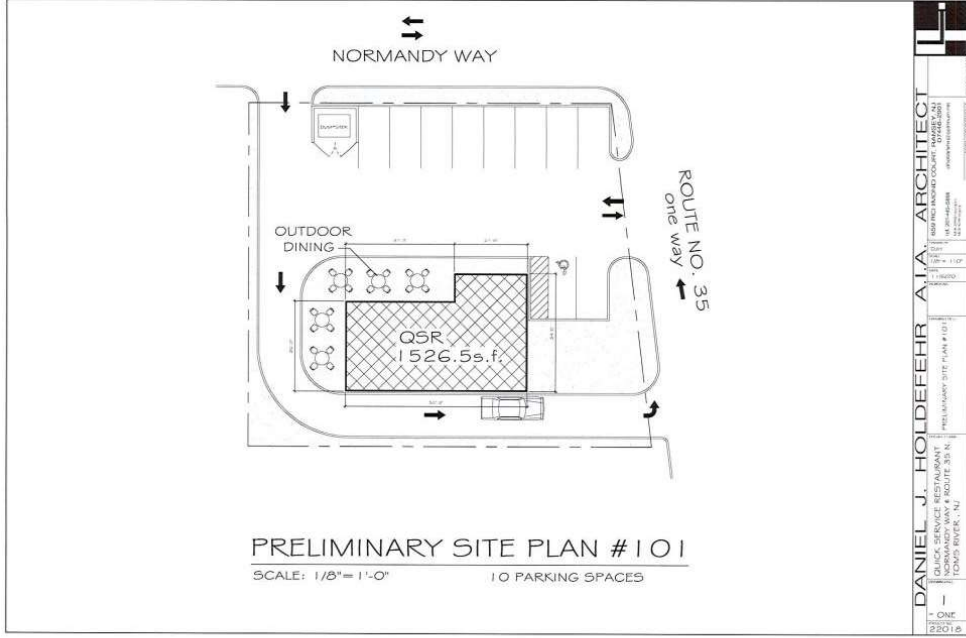 NORMANDY WAY
DUMPSTER
ROUTE NO. 35
one way
OUTDOOR
DINING
QSR
1526.5s.f.
PRELIMINARY SITE PLAN #101
SCALE: 1/8"=1'-0"
10 PARKING SPACES
DANIEL J. HOLDEFEHR A.I.A. ARCHITECT
PRELIMINARY SITE PLAN #101
QUICK SERVICE RESTAURANT
NORMANDY WAY & ROUTE 35 N.
TOMS RIVER, NJ
1
ONE
22018